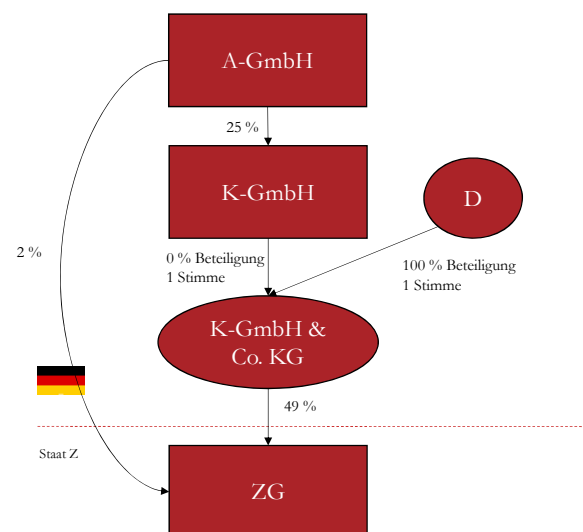 A-GmbH
25 %
K-GmbH
D
2 %
0 % Beteiligung
1 Stimme
100 % Beteiligung
1 Stimme
K-GmbH &
Co. KG
49 %
Staat Z
ZG